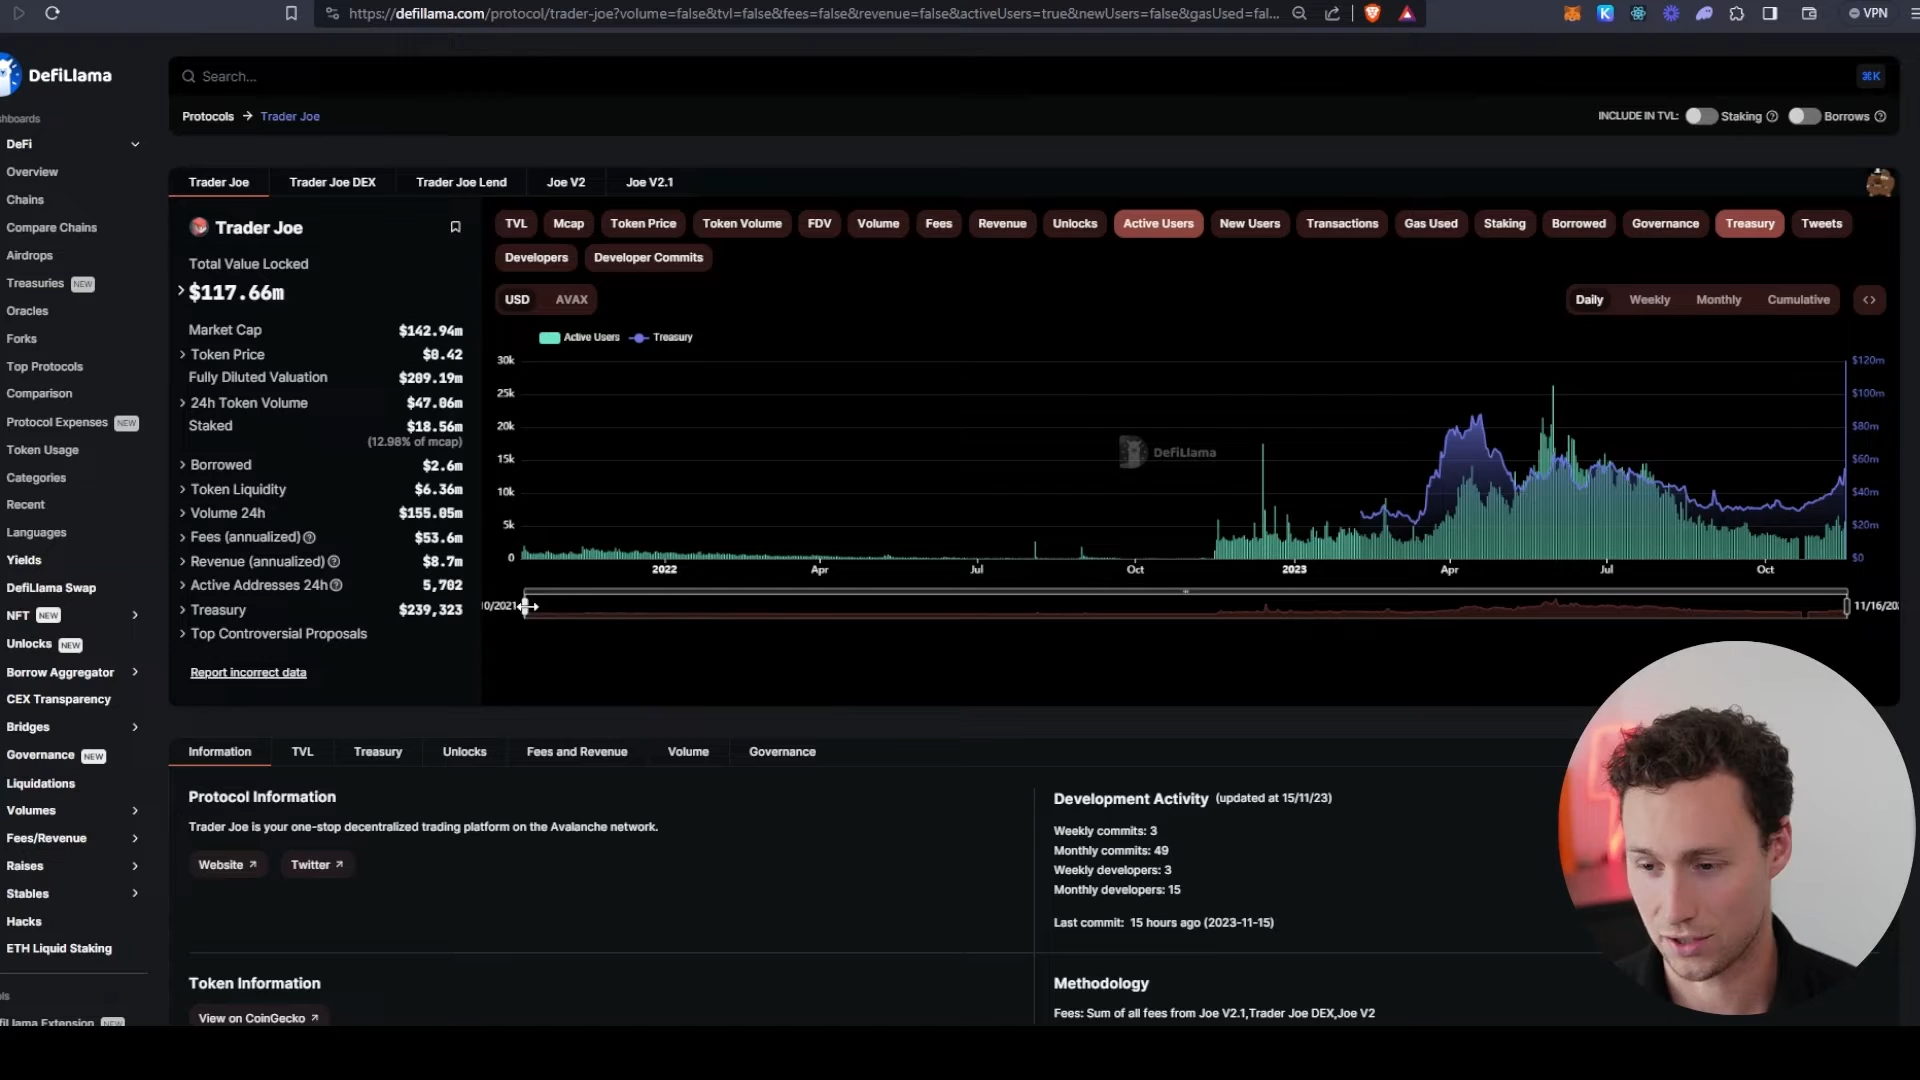 https://defillama.com/protocol/trader-joe?volume=false&tvl=false&fees=false&revenue=false&activeUsers=true&newUsers=false&gasUsed=fal...
VPN
DefiLlama
Search...
⌘K
Protocols → Trader Joe
INCLUDE IN TVL: Staking Borrows
hboards
DeFi
Overview
Chains
Compare Chains
Airdrops
Treasuries NEW
Oracles
Forks
Top Protocols
Comparison
Protocol Expenses NEW
Token Usage
Categories
Recent
Languages
Yields
DefiLlama Swap
NFT NEW
Unlocks NEW
Borrow Aggregator
CEX Transparency
Bridges
Governance NEW
Liquidations
Volumes
Fees/Revenue
Raises
Stables
Hacks
ETH Liquid Staking
ols
efiLlama Extension NEW
Trader Joe Trader Joe DEX Trader Joe Lend Joe V2 Joe V2.1
Trader Joe
Total Value Locked
$117.66m
Market Cap $142.94m
Token Price $0.42
Fully Diluted Valuation $209.19m
24h Token Volume $47.06m
Staked $18.56m
(12.98% of mcap)
Borrowed $2.6m
Token Liquidity $6.36m
Volume 24h $155.05m
Fees (annualized) $53.6m
Revenue (annualized) $8.7m
Active Addresses 24h 5,702
Treasury $239,323
Top Controversial Proposals
Report incorrect data
TVL Mcap Token Price Token Volume FDV Volume Fees Revenue Unlocks Active Users New Users Transactions Gas Used Staking Borrowed Governance Treasury Tweets
Developers Developer Commits
USD AVAX
Daily Weekly Monthly Cumulative
Active Users Treasury
30k
25k
20k
15k
10k
5k
0
$120m
$100m
$80m
$60m
$40m
$20m
$0
DefiLlama
2022 Apr Jul Oct 2023 Apr Jul Oct
0/2021
11/16/20
Information TVL Treasury Unlocks Fees and Revenue Volume Governance
Protocol Information
Trader Joe is your one-stop decentralized trading platform on the Avalanche network.
Website Twitter
Token Information
View on CoinGecko
Development Activity (updated at 15/11/23)
Weekly commits: 3
Monthly commits: 49
Weekly developers: 3
Monthly developers: 15
Last commit: 15 hours ago (2023-11-15)
Methodology
Fees: Sum of all fees from Joe V2.1,Trader Joe DEX,Joe V2